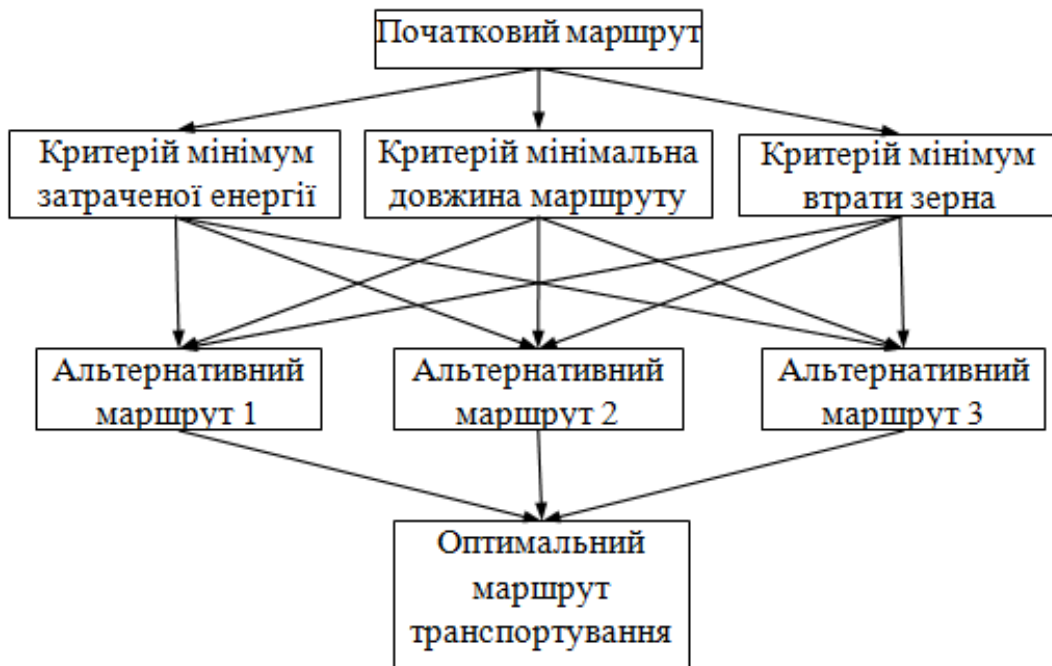 Початковий маршрут
Критерій мінімум
затраченої енергії
Критерій мінімальна
довжина маршруту
Критерій мінімум
втрати зерна
Альтернативний
маршрут 1
Альтернативний
маршрут 2
Альтернативний
маршрут 3
Оптимальний
маршрут
транспортування